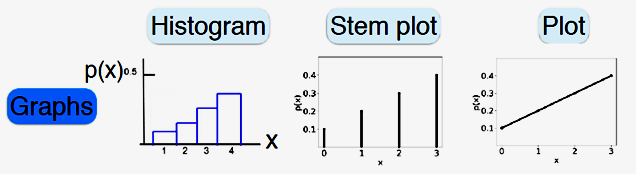 Histogram
Stem plot
Plot
Graphs
p(x)
0.5
1 2 3 4
x
p(x)
0.4
0.3
0.2
0.1
0 1 2 3
x
p(x)
0.4
0.3
0.2
0.1
0 1 2 3
x